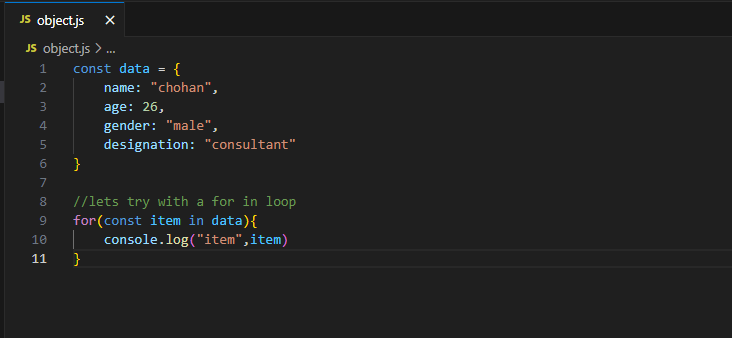 JS object.js ×
JS object.js > ...
1 const data = {
2     name: "chohan",
3     age: 26,
4     gender: "male",
5     designation: "consultant"
6 }
7
8 //lets try with a for in loop
9 for(const item in data){
10     console.log("item",item)
11 }